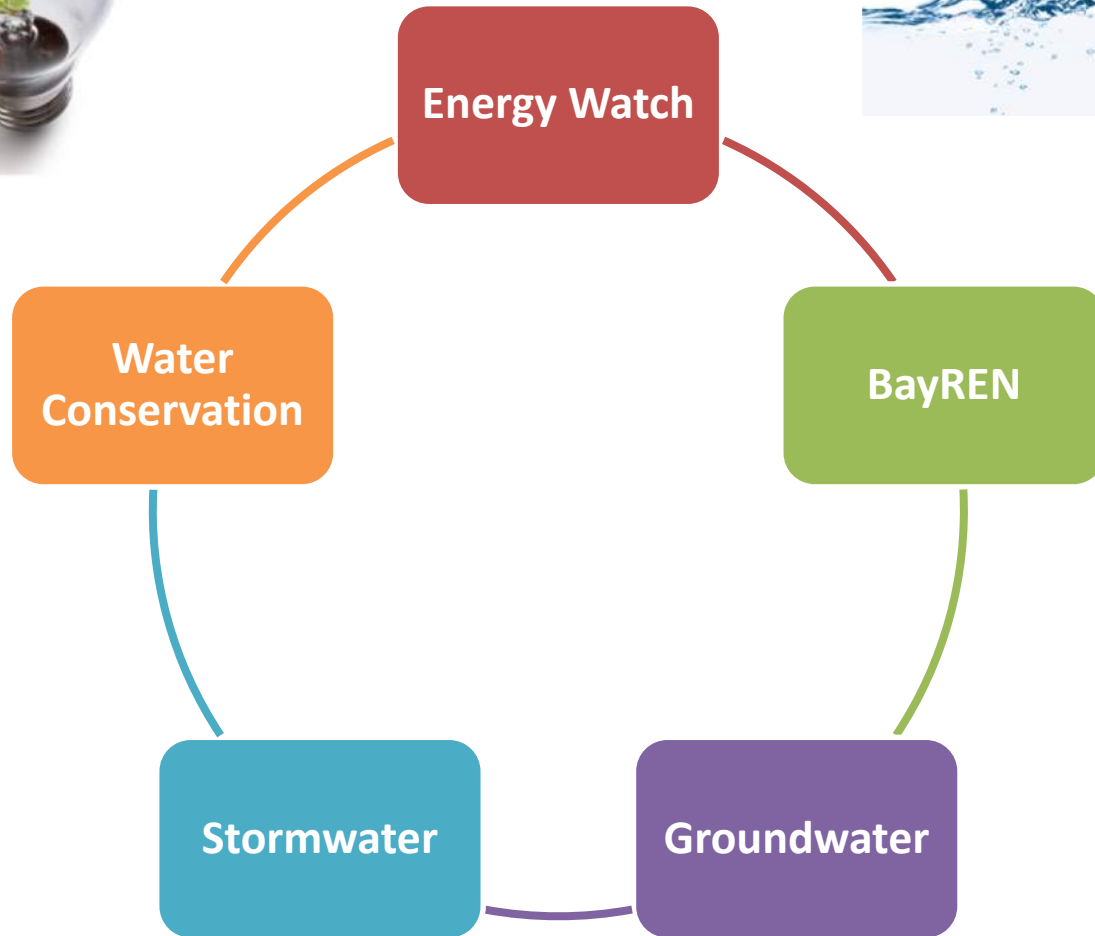 Energy Watch
BayREN
Groundwater
Stormwater
Water
Conservation